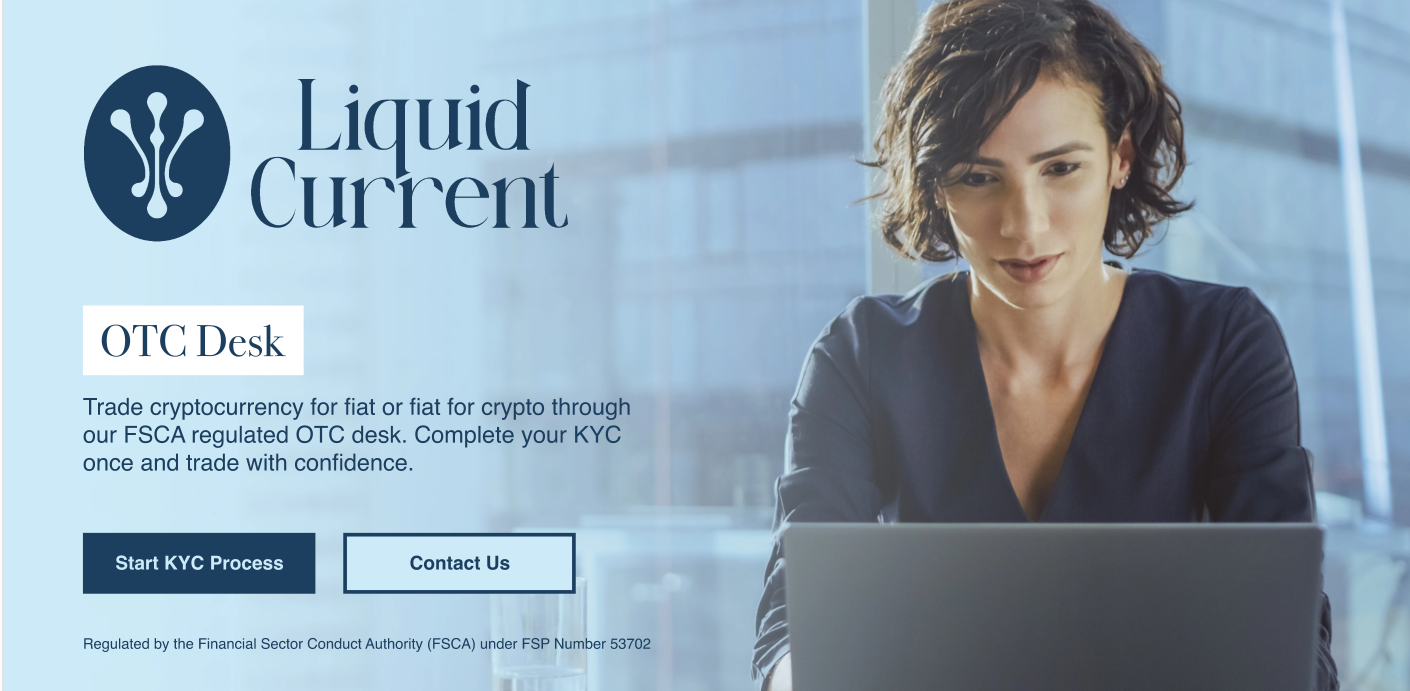 Liquid
Current
OTC Desk
Trade cryptocurrency for fiat or fiat for crypto through
our FSCA regulated OTC desk. Complete your KYC
once and trade with confidence.
Start KYC Process
Contact Us
Regulated by the Financial Sector Conduct Authority (FSCA) under FSP Number 53702